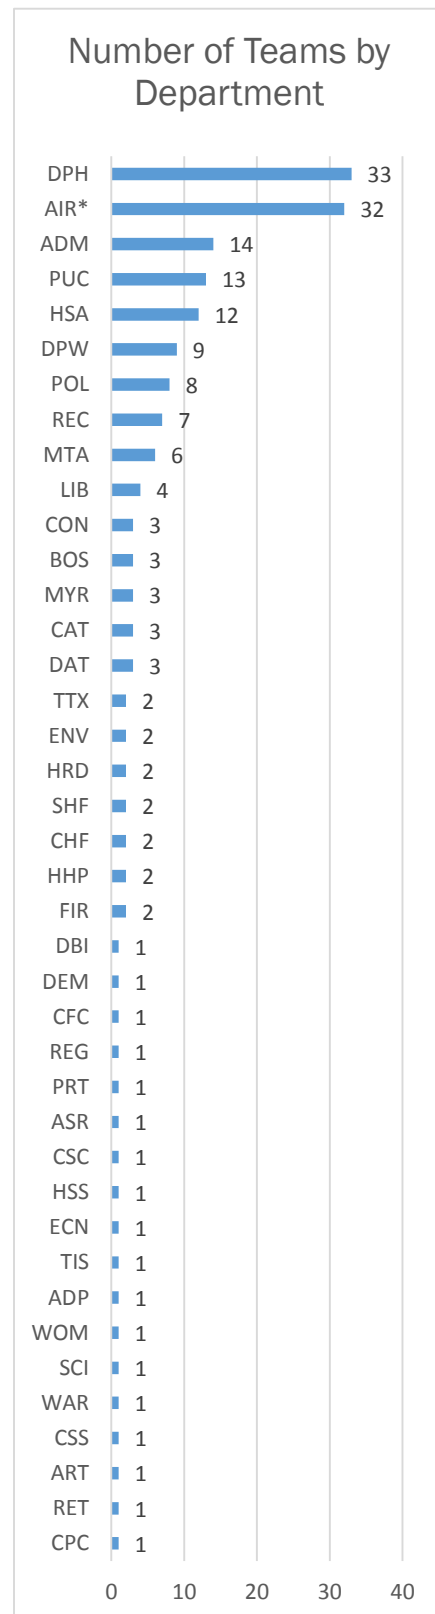 Number of Teams by
Department
DPH 33
AIR* 32
ADM 14
PUC 13
HSA 12
DPW 9
POL 8
REC 7
MTA 6
LIB 4
CON 3
BOS 3
MYR 3
CAT 3
DAT 3
TTX 2
ENV 2
HRD 2
SHF 2
CHF 2
HHP 2
FIR 2
DBI 1
DEM 1
CFC 1
REG 1
PRT 1
ASR 1
CSC 1
HSS 1
ECN 1
TIS 1
ADP 1
WOM 1
SCI 1
WAR 1
CSS 1
ART 1
RET 1
CPC 1
0 10 20 30 40